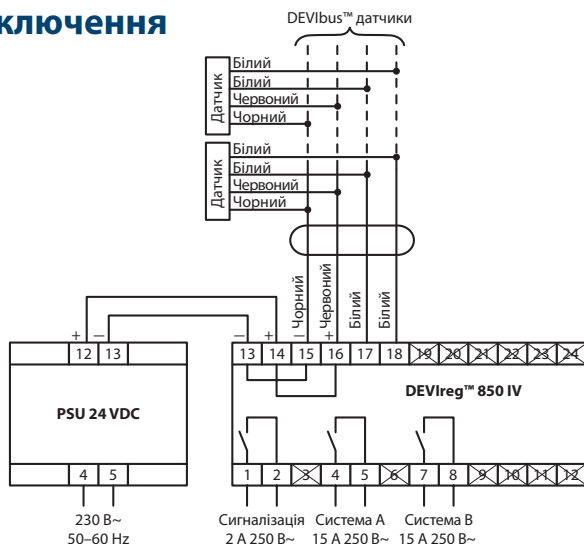 ключення
DEVIbus™ датчики
Датчик
Білий
Білий
Червоний
Чорний
Датчик
Білий
Білий
Червоний
Чорний
– Чорний
+ Червоний
Білий
Білий
+ –
12 13
PSU 24 VDC
4 5
230 В~
50–60 Hz
– +
13 14 15 16 17 18 19 20 21 22 23 24
DEVIreg™ 850 IV
1 2 3 4 5 6 7 8 9 10 11 12
Сигналізація
2 А 250 В~
Система А
15 А 250 В~
Система В
15 А 250 В~